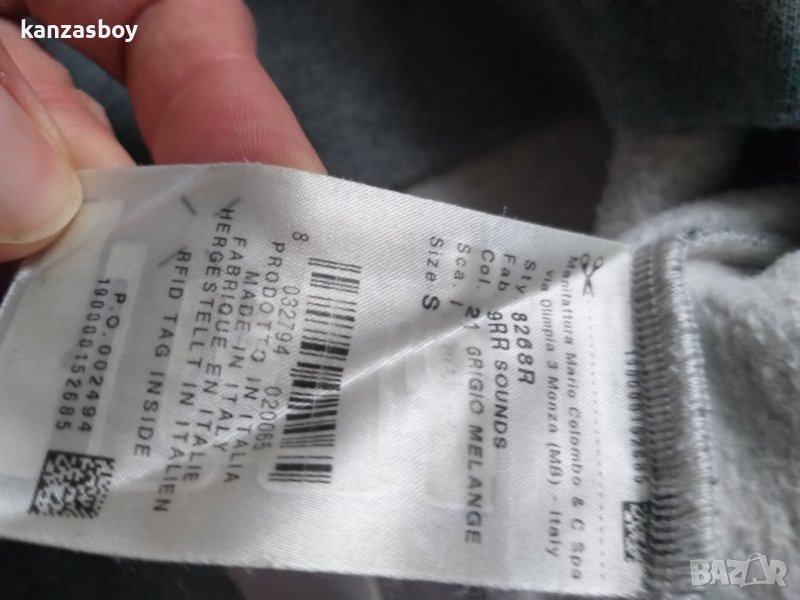 kanzasboy
Manifattura Mario Colombo & C. Spa
via Olimpia 3 Monza (MB) - Italy
Sty. 8268R
Fab. 9RR SOUNDS
Col. 21 GRIGIO MELANGE
Sca. I
Size S
8 032794 020065
PRODOTTO IN ITALIA
MADE IN ITALY
FABRIQUE EN ITALIE
HERGESTELLT IN ITALIEN
RFID TAG INSIDE
P.O. 002494
190000152685
BAZAR